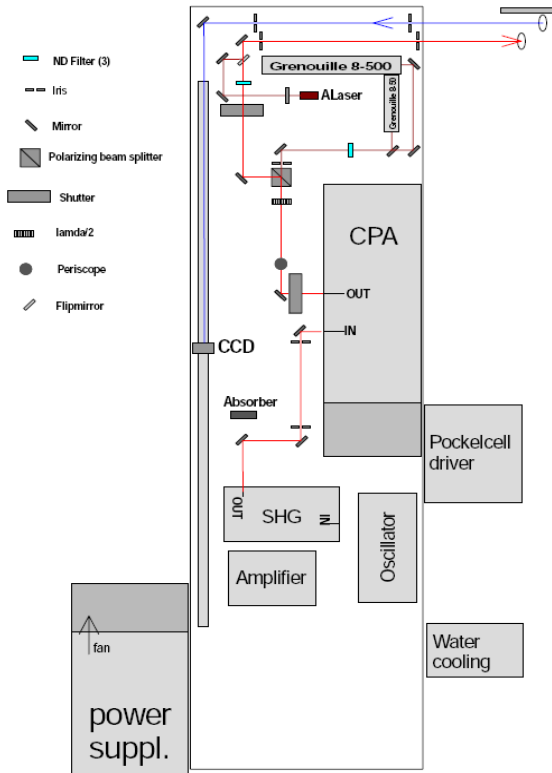 Grenouille 8-500
ND Filter (3)
Iris
ALaser
Grenouille 8-50
Mirror
Polarizing beam splitter
Shutter
CPA
lamda/2
Periscope
OUT
Flipmirror
IN
CCD
Absorber
Pockelcell
driver
OUT
SHG
IN
Oscillator
Amplifier
Water
cooling
fan
power
suppl.